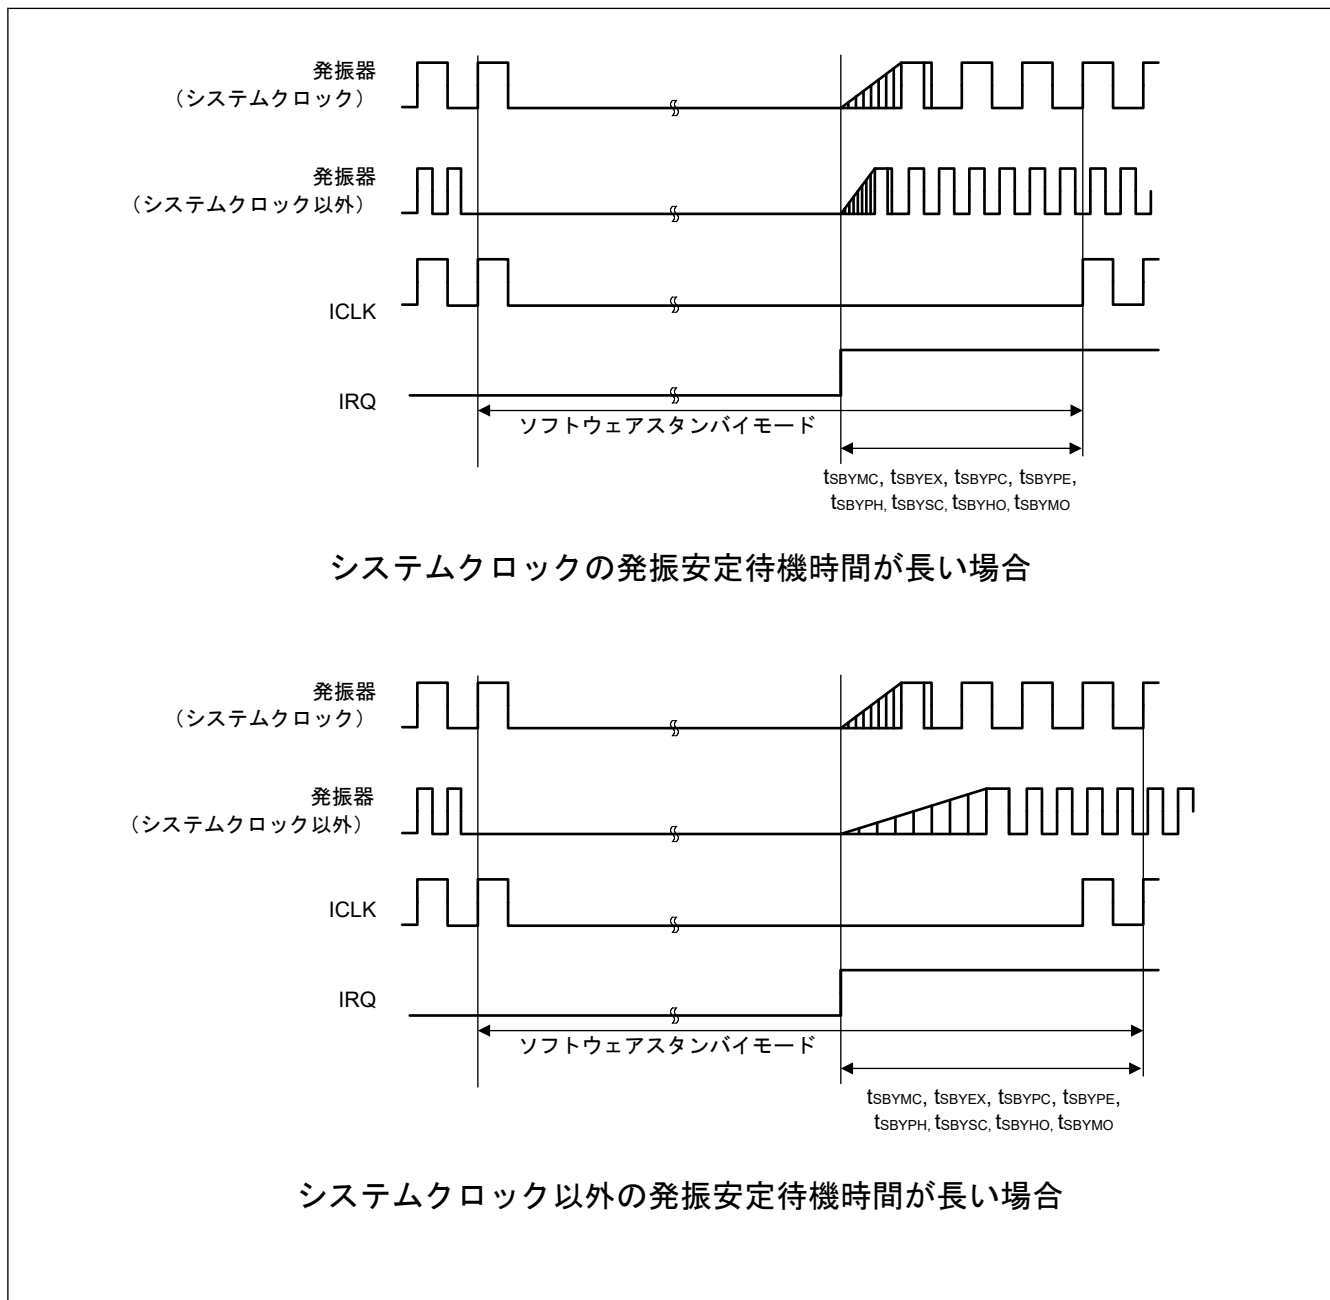 発振器
（システムクロック）
発振器
（システムクロック以外）
ICLK
IRQ
ソフトウェアスタンバイモード
tSBYMC, tSBYEX, tSBYPC, tSBYPE,
tSBYPH, tSBYSC, tSBYHO, tSBYMO
システムクロックの発振安定待機時間が長い場合
発振器
（システムクロック）
発振器
（システムクロック以外）
ICLK
IRQ
ソフトウェアスタンバイモード
tSBYMC, tSBYEX, tSBYPC, tSBYPE,
tSBYPH, tSBYSC, tSBYHO, tSBYMO
システムクロック以外の発振安定待機時間が長い場合